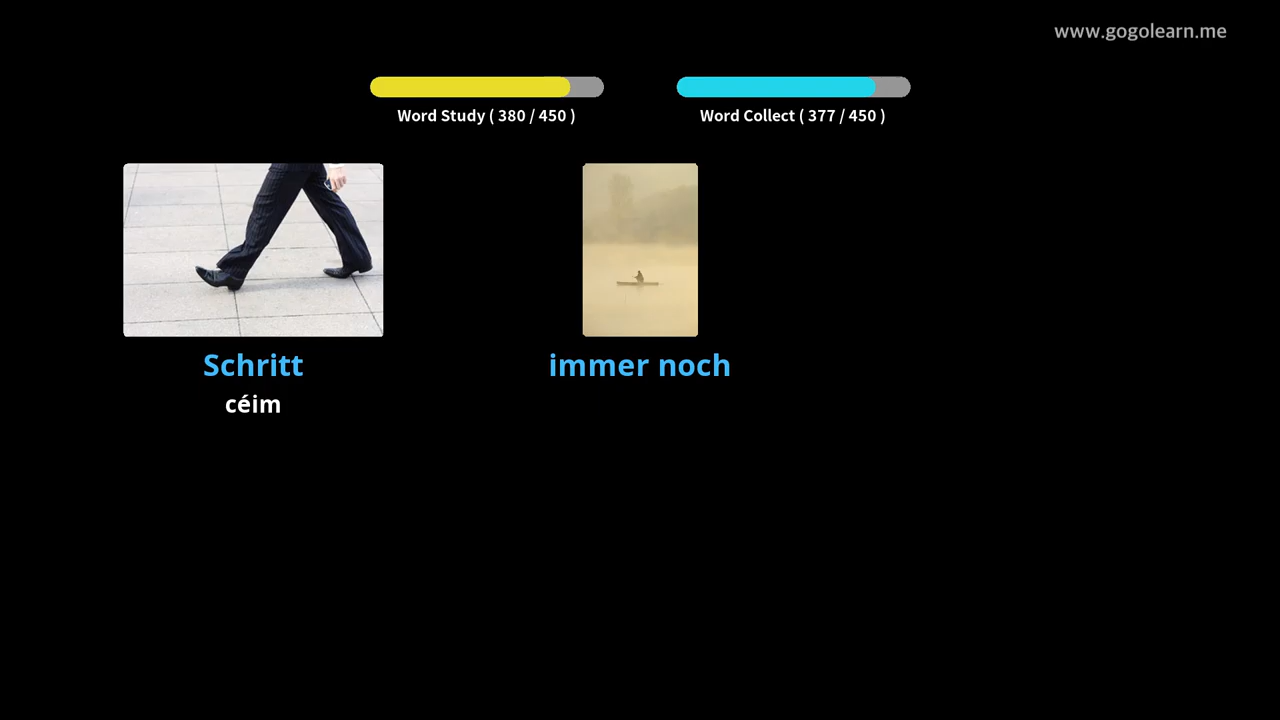 www.gogolearn.me
Word Study ( 380 / 450 )
Word Collect ( 377 / 450 )
Schritt
immer noch
céim